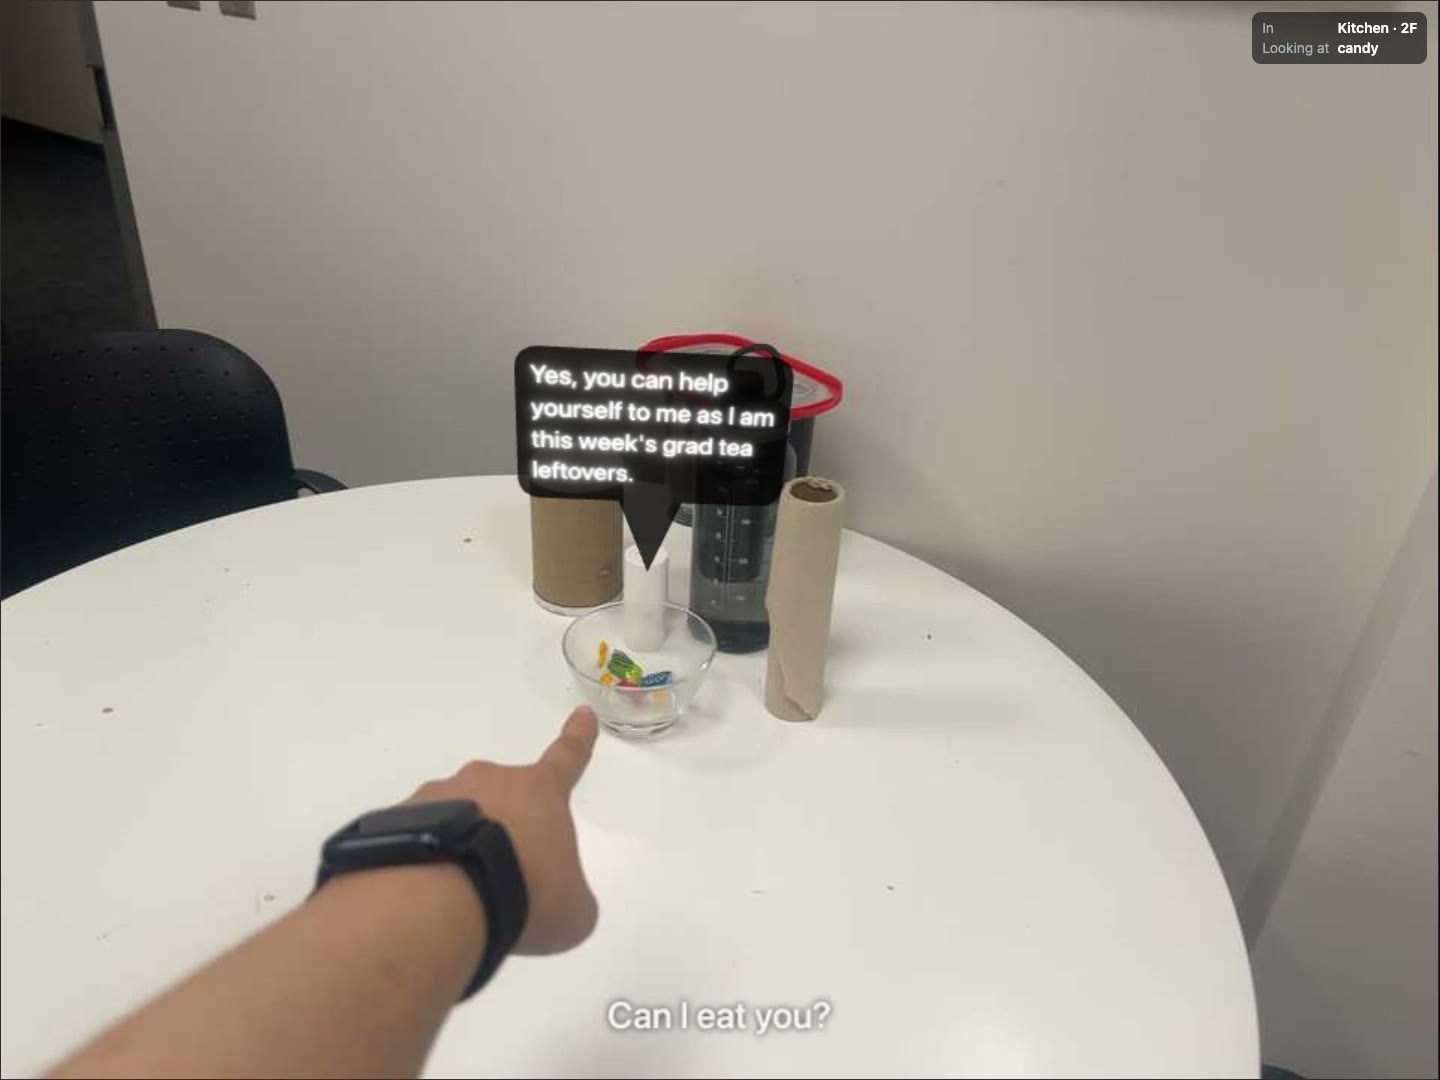 In Kitchen · 2F
Looking at candy
Yes, you can help
yourself to me as I am
this week's grad tea
leftovers.
Can I eat you?